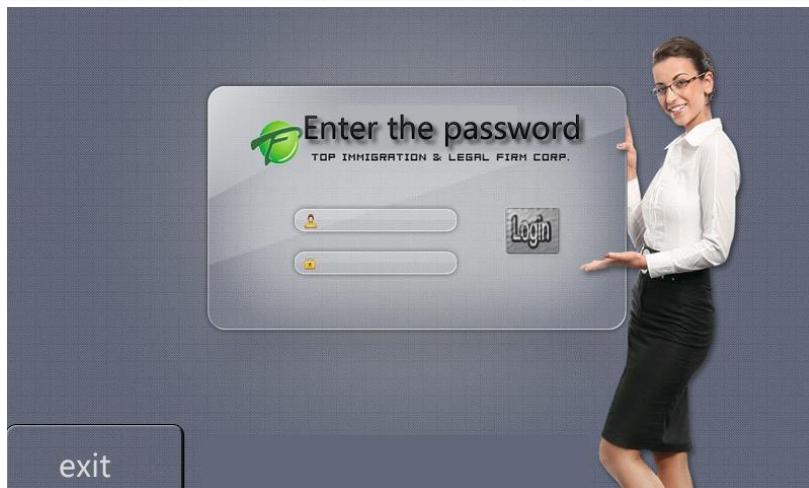 Enter the password
TOP IMMIGRATION & LEGAL FIRM CORP.
Login
exit